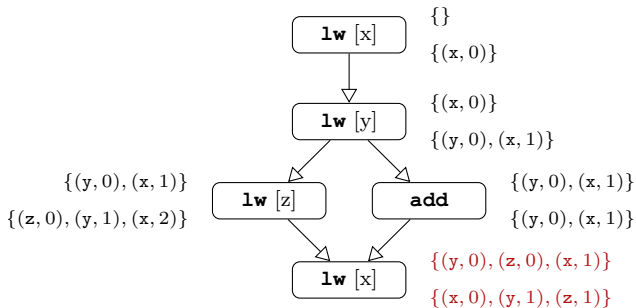 {}
lw [x]
{(x, 0)}
{(x, 0)}
lw [y]
{(y, 0), (x, 1)}
{(y, 0), (x, 1)}
lw [z]
{(z, 0), (y, 1), (x, 2)}
{(y, 0), (x, 1)}
add
{(y, 0), (x, 1)}
{(y, 0), (z, 0), (x, 1)}
lw [x]
{(x, 0), (y, 1), (z, 1)}